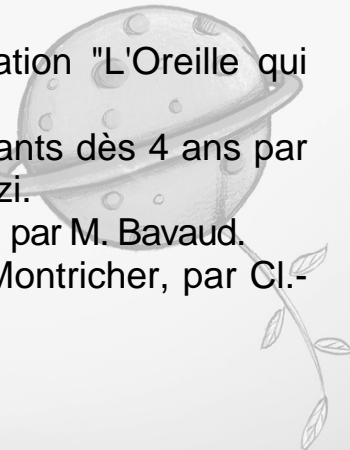 ation "L'Oreille qui
ants dès 4 ans par
zi.
par M. Bavaud.
Montricher, par Cl.-